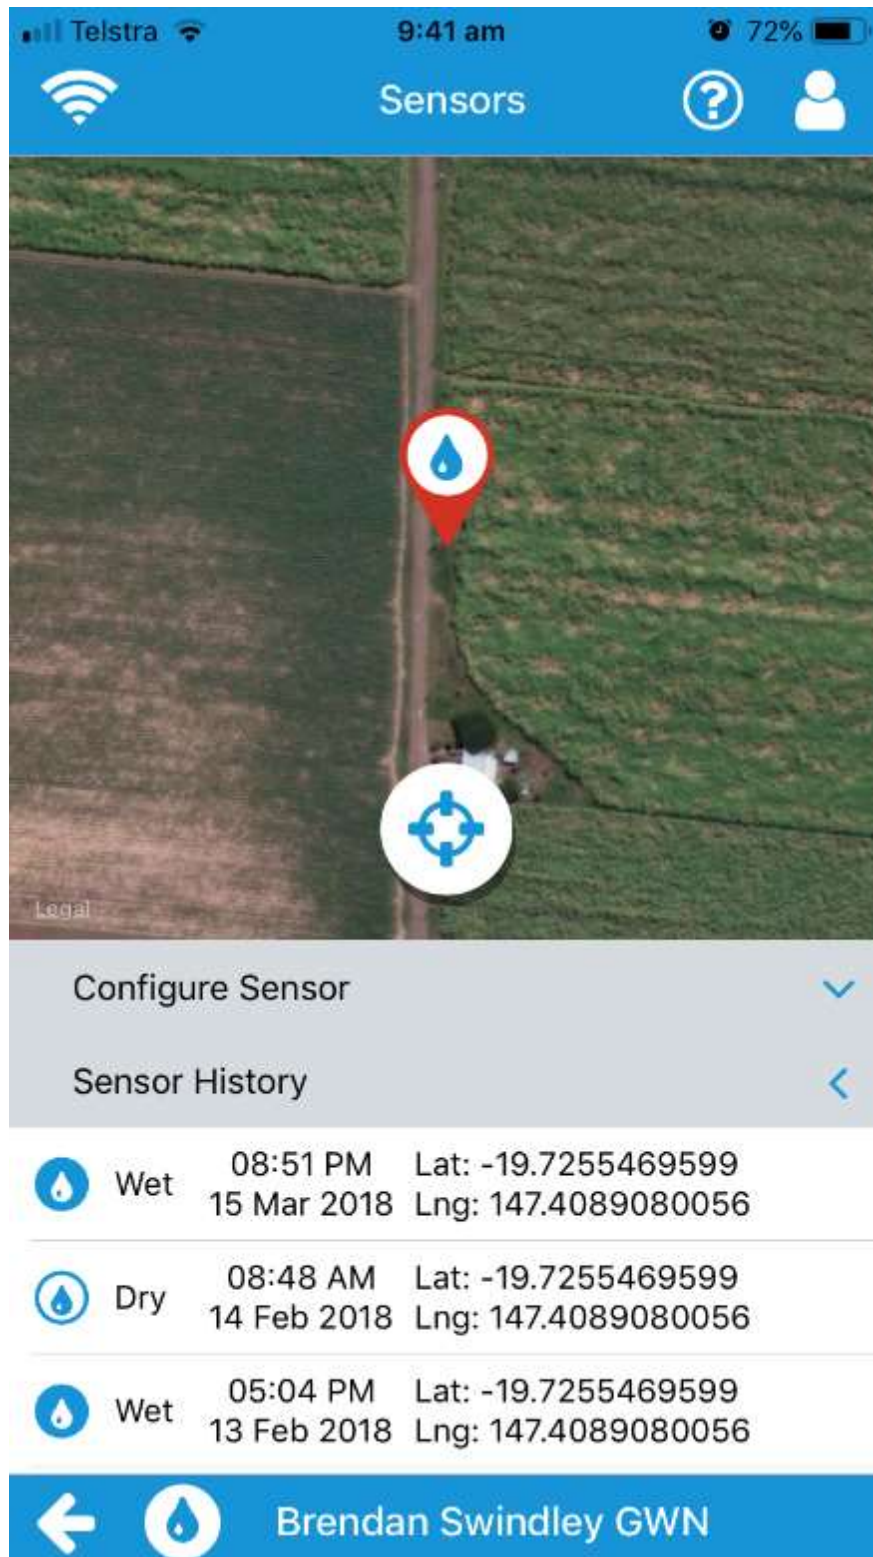 Telstra 9:41 am 72%
Sensors
Legal
Configure Sensor
Sensor History
Wet 08:51 PM Lat: -19.7255469599
15 Mar 2018 Lng: 147.4089080056
Dry 08:48 AM Lat: -19.7255469599
14 Feb 2018 Lng: 147.4089080056
Wet 05:04 PM Lat: -19.7255469599
13 Feb 2018 Lng: 147.4089080056
Brendan Swindley GWN